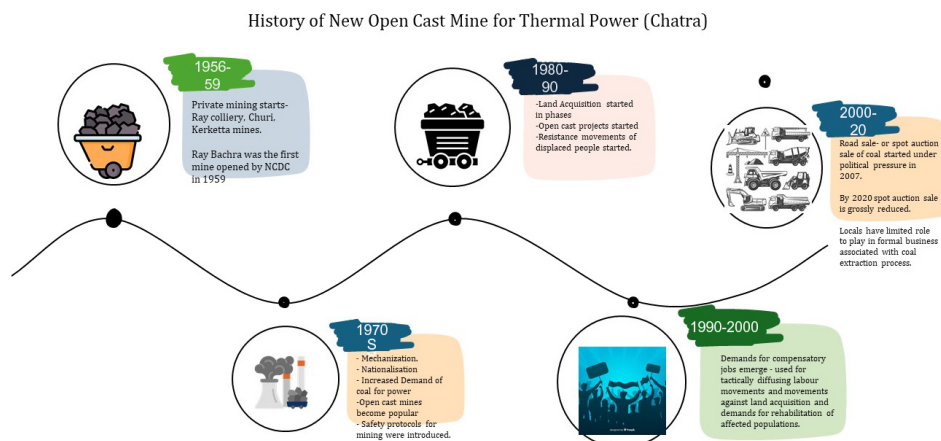 History of New Open Cast Mine for Thermal Power (Chatra)
1956-
59
Private mining starts-
Ray colliery, Churi,
Kerketta mines.
Ray Bachra was the first
mine opened by NCDC
in 1959
1970
S
- Mechanization.
- Nationalisation
- Increased Demand of
coal for power
-Open cast mines
become popular
- Safety protocols for
mining were introduced.
1980-
90
-Land Acquisition started
in phases
-Open cast projects started
-Resistance movements of
displaced people started.
1990-2000
Demands for compensatory
jobs emerge - used for
tactically diffusing labour
movements and movements
against land acquisition and
demands for rehabilitation of
affected populations.
2000-
20
Road sale- or spot auction
sale of coal started under
political pressure in
2007.
By 2020 spot auction sale
is grossly reduced.
Locals have limited role
to play in formal business
associated with coal
extraction process.